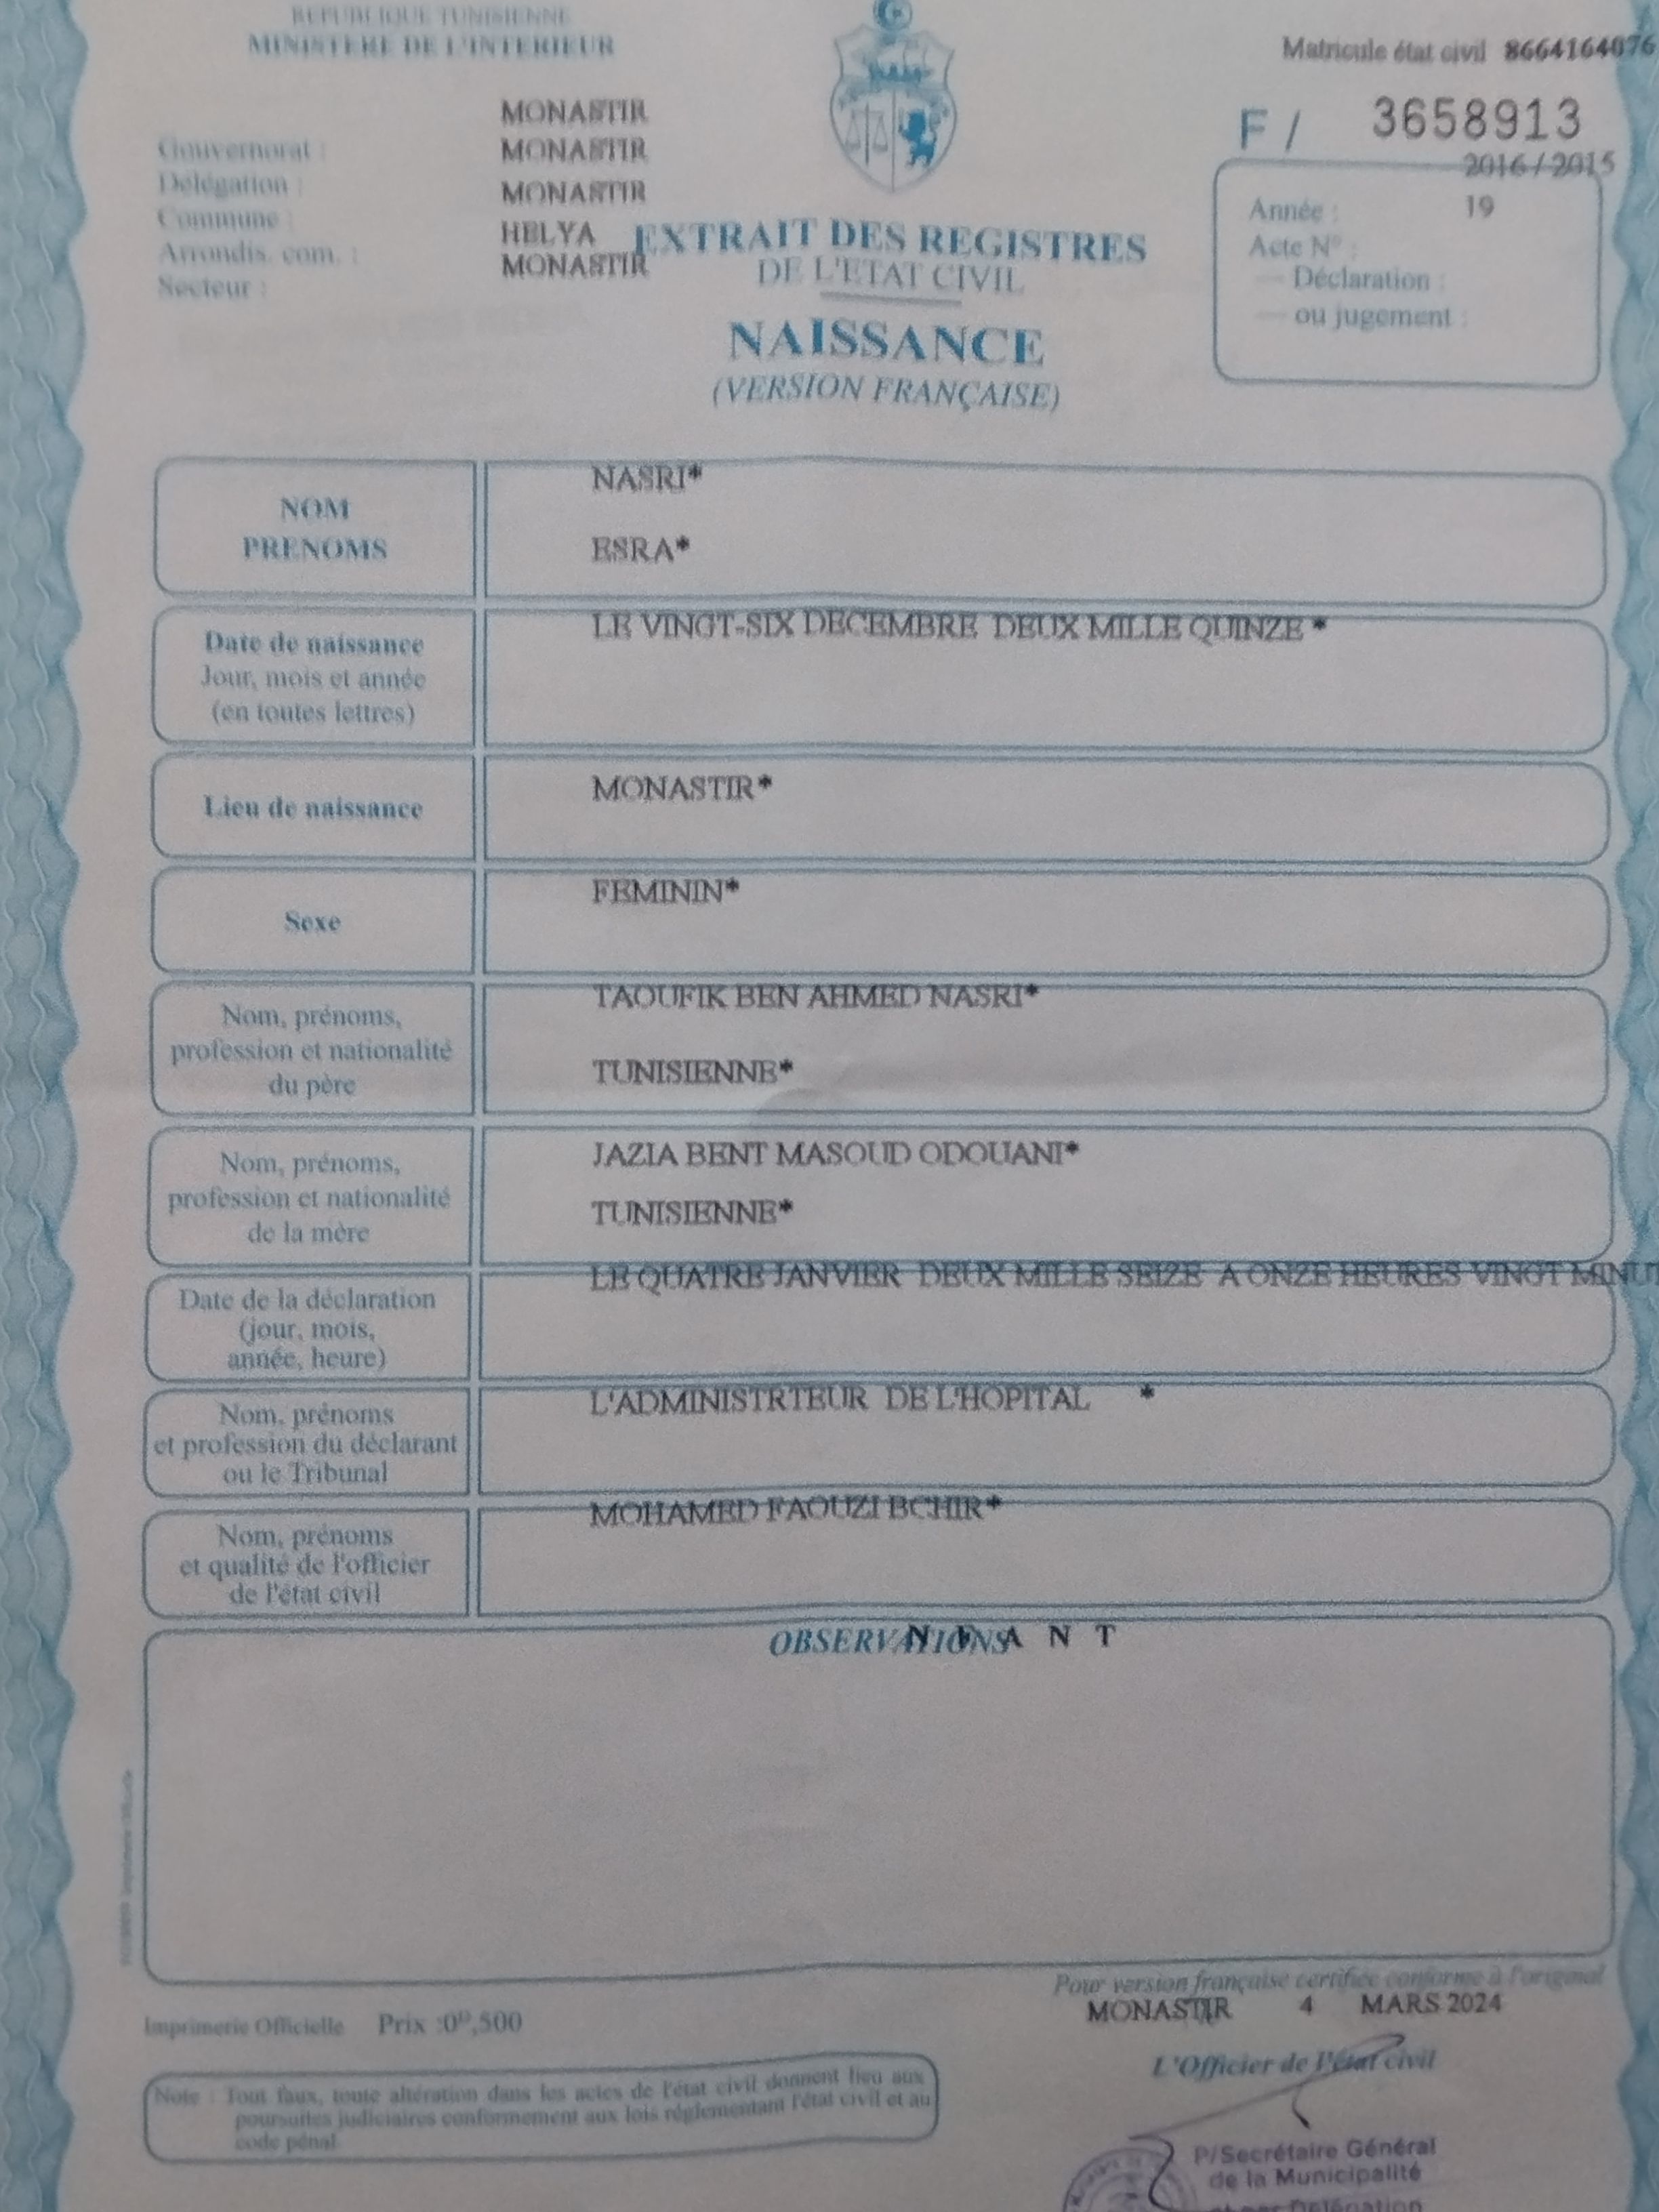 REPUBLIQUE TUNISIENNE
MINISTERE DE L'INTERIEUR
Matricule état civil 8664164076
F / 3658913
Gouvernorat : MONASTIR
Délégation : MONASTIR
Commune : MONASTIR
Arrondis. com. : HELYA
Secteur : MONASTIR
2016 / 2015
Année : 19
Acte N° :
— Déclaration :
— ou jugement :
EXTRAIT DES REGISTRES
DE L'ETAT CIVIL
NAISSANCE
(VERSION FRANÇAISE)
NOM NASRI*
PRENOMS ESRA*
Date de naissance LE VINGT-SIX DECEMBRE DEUX MILLE QUINZE *
Jour, mois et année
(en toutes lettres)
Lieu de naissance MONASTIR*
Sexe FEMININ*
Nom, prénoms, TAOUFIK BEN AHMED NASRI*
profession et nationalité TUNISIENNE*
du père
Nom, prénoms, JAZIA BENT MASOUD ODOUANI*
profession et nationalité TUNISIENNE*
de la mère
Date de la déclaration LE QUATRE JANVIER DEUX MILLE SEIZE A ONZE HEURES VINGT MINUT
(jour, mois,
année, heure)
Nom, prénoms L'ADMINISTRTEUR DE L'HOPITAL *
et profession du déclarant
ou le Tribunal
Nom, prénoms MOHAMED FAOUZI BCHIR*
et qualité de l'officier
de l'état civil
OBSERVATIONS N E A N T
Pour version française certifiée conforme à l'original
MONASTIR 4 MARS 2024
Imprimerie Officielle Prix :0ᴰ,500
L'Officier de l'état civil
Note : Tout faux, toute altération dans les actes de l'état civil donnent lieu aux
poursuites judiciaires conformement aux lois réglementant l'état civil et au
code pénal
P/Secrétaire Général
de la Municipalité
et par Délégation